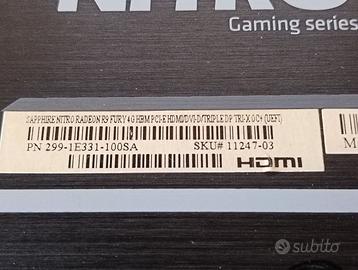 NITRO
Gaming series
SAPPHIRE NITRO RADEON R9 FURY 4G HBM PCI-E HDMI/DVI-D/TRIPLE DP TRI-X OC+ (UEFI)
PN 299-1E331-100SA SKU# 11247-03
HDMI
M
subito